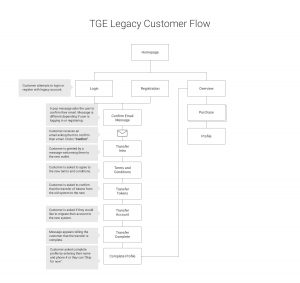 TGE Legacy Customer Flow
Homepage
Customer attempts to login or
register with legacy account.
Login
Registration
Overview
A pop message asks the user to
confirm their email. Message is
different depending if user is
logging in or registering.
Confirm Email
Message
Purchase
Customer receives an
email asking them to confirm
their email. Clicks "Confirm".
Profile
Customer is greeted by a
message welcoming them to
the new wallet.
Transfer
Intro
Customer is asked to agree to
the new terms and conditions.
Terms and
Conditions
Customer is asked to confirm
that the transfer of tokens from
the old system to the new.
Transfer
Tokens
Customer is asked if they would
like to migrate their account to
the new system.
Transfer
Account
Message appears telling the
customer that the transfer is
complete.
Transfer
Complete
Customer asked complete
profile by entering their name
and phone # or they can "Skip
for now"
Complete Profile